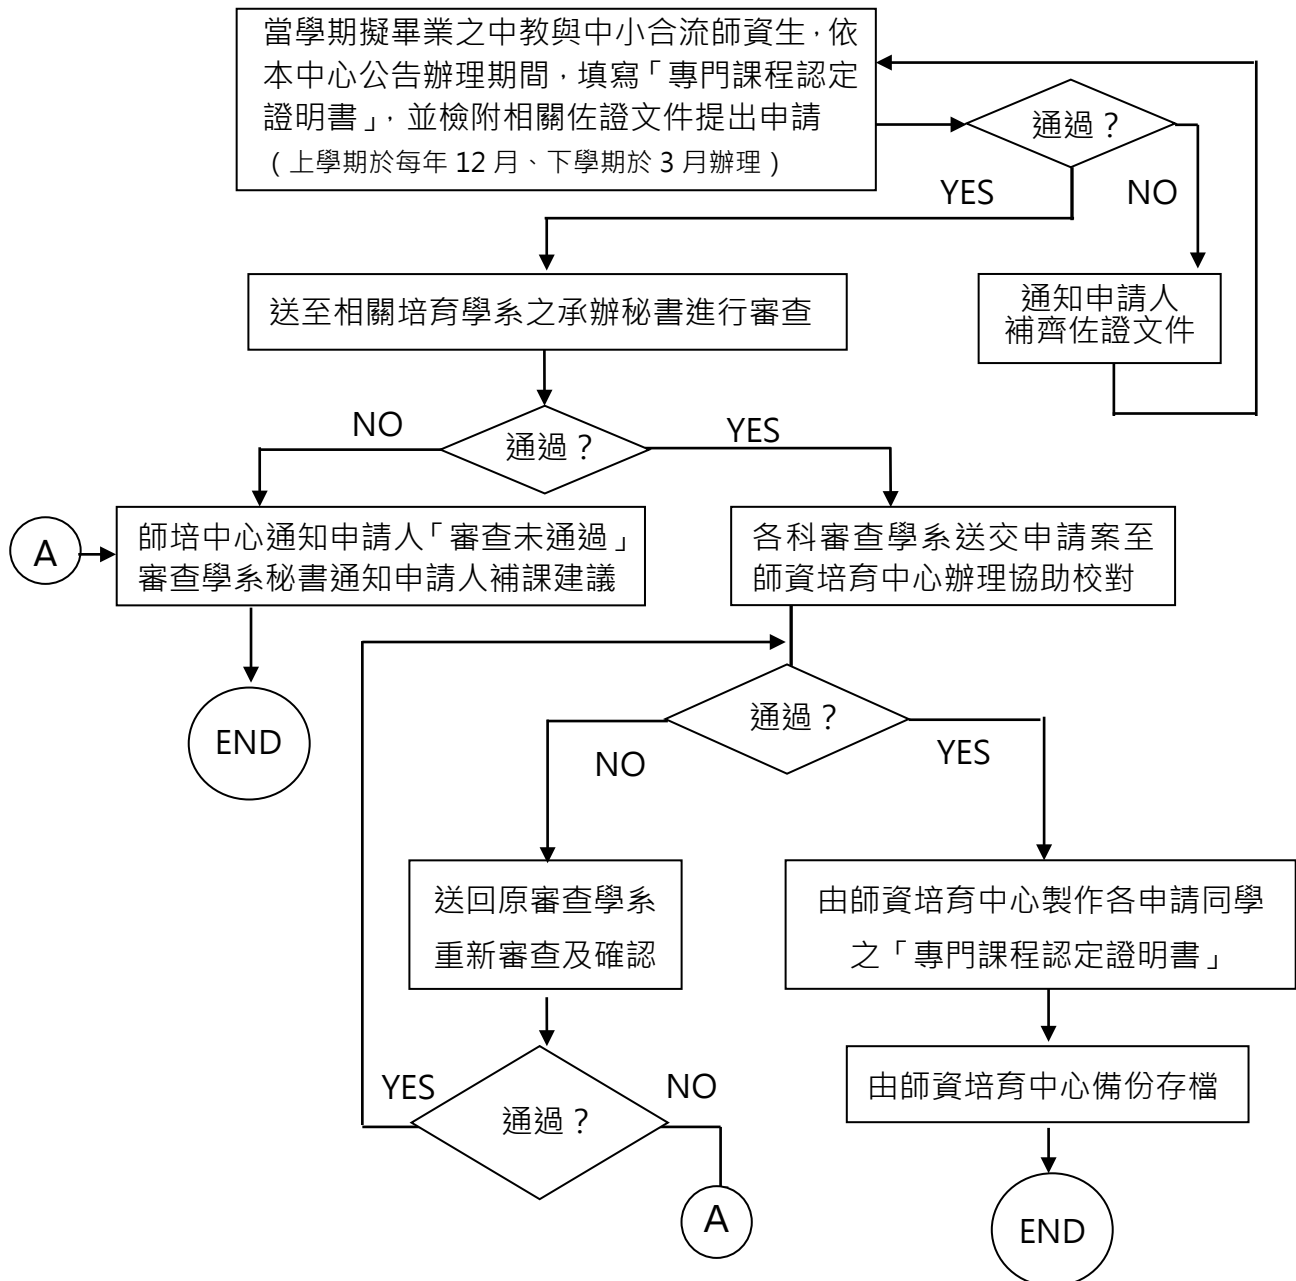 當學期擬畢業之中教與中小合流師資生，依
本中心公告辦理期間，填寫「專門課程認定
證明書」，並檢附相關佐證文件提出申請
（上學期於每年 12 月、下學期於 3 月辦理）
通過？
YES
NO
送至相關培育學系之承辦秘書進行審查
通知申請人
補齊佐證文件
NO
通過？
YES
A
師培中心通知申請人「審查未通過」
審查學系秘書通知申請人補課建議
各科審查學系送交申請案至
師資培育中心辦理協助校對
END
通過？
NO
YES
送回原審查學系
重新審查及確認
由師資培育中心製作各申請同學
之「專門課程認定證明書」
YES
通過？
NO
由師資培育中心備份存檔
A
END